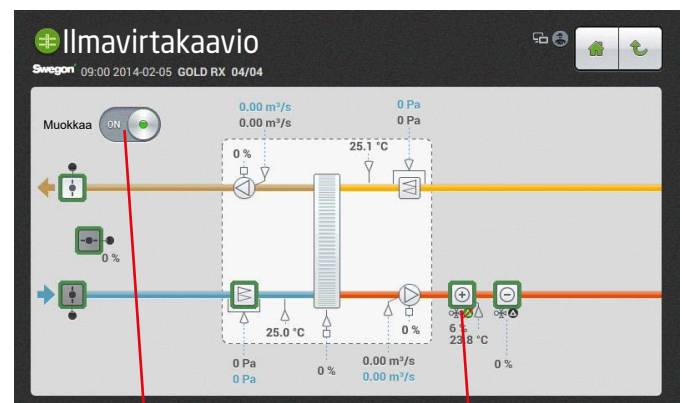 Ilmavirtakaavio
Swegon 09:00 2014-02-05 GOLD RX 04/04
Muokkaa ON
0.00 m³/s
0.00 m³/s
0 Pa
0 Pa
0 %
25.1 °C
0 %
25.0 °C
0 %
6 %
23.8 °C
0 Pa
0 Pa
0 %
0.00 m³/s
0.00 m³/s
0 %